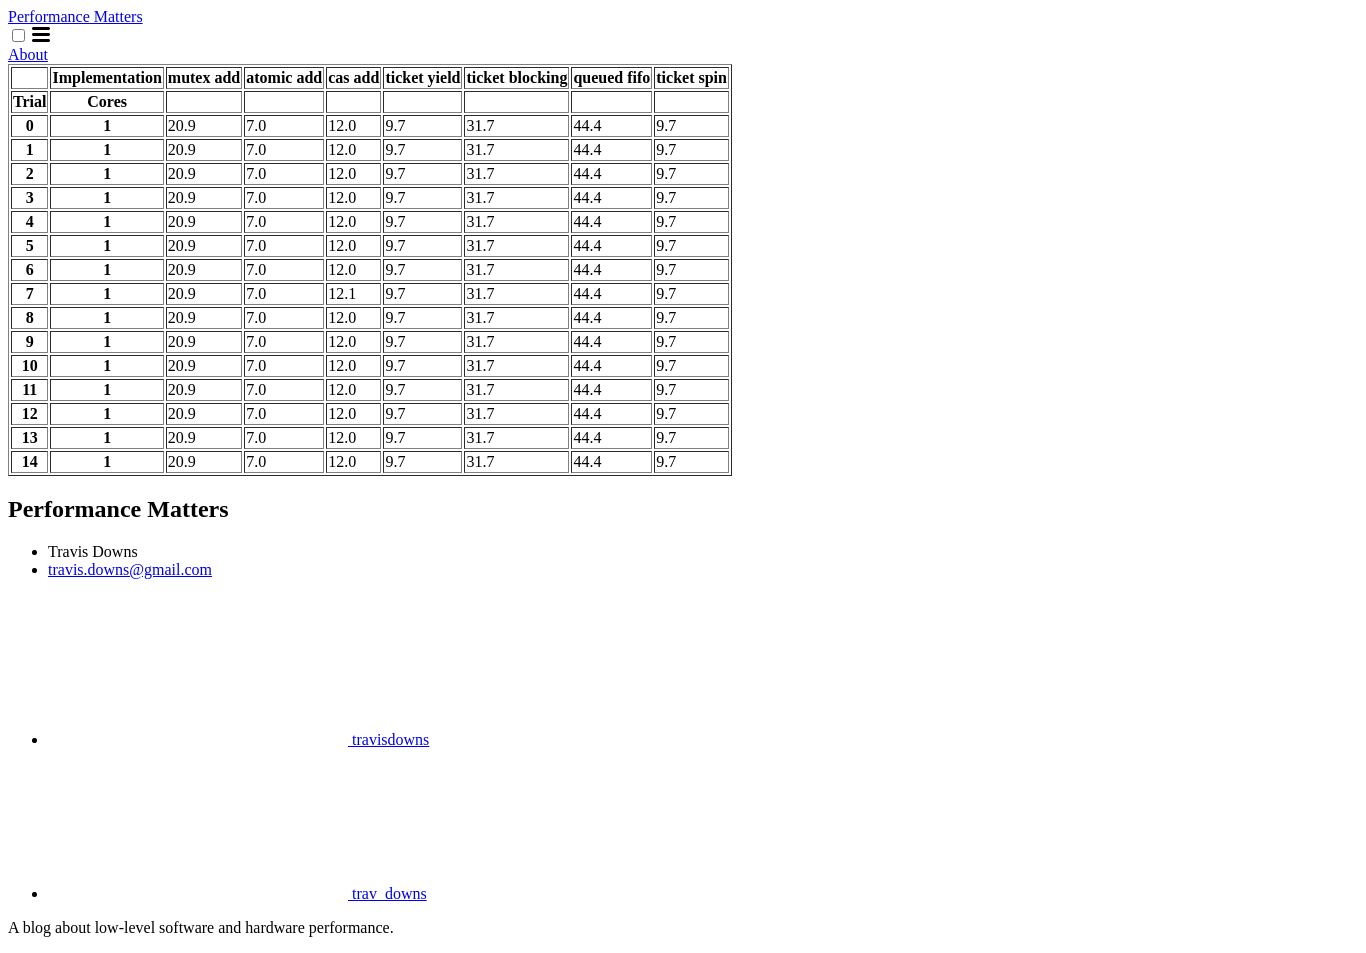 Performance Matters
About
Implementation mutex add atomic add cas add ticket yield ticket blocking queued fifo ticket spin
Trial Cores
0 1 20.9 7.0 12.0 9.7 31.7 44.4 9.7
1 1 20.9 7.0 12.0 9.7 31.7 44.4 9.7
2 1 20.9 7.0 12.0 9.7 31.7 44.4 9.7
3 1 20.9 7.0 12.0 9.7 31.7 44.4 9.7
4 1 20.9 7.0 12.0 9.7 31.7 44.4 9.7
5 1 20.9 7.0 12.0 9.7 31.7 44.4 9.7
6 1 20.9 7.0 12.0 9.7 31.7 44.4 9.7
7 1 20.9 7.0 12.1 9.7 31.7 44.4 9.7
8 1 20.9 7.0 12.0 9.7 31.7 44.4 9.7
9 1 20.9 7.0 12.0 9.7 31.7 44.4 9.7
10 1 20.9 7.0 12.0 9.7 31.7 44.4 9.7
11 1 20.9 7.0 12.0 9.7 31.7 44.4 9.7
12 1 20.9 7.0 12.0 9.7 31.7 44.4 9.7
13 1 20.9 7.0 12.0 9.7 31.7 44.4 9.7
14 1 20.9 7.0 12.0 9.7 31.7 44.4 9.7
Performance Matters
Travis Downs
travis.downs@gmail.com
travisdowns
trav_downs
A blog about low-level software and hardware performance.